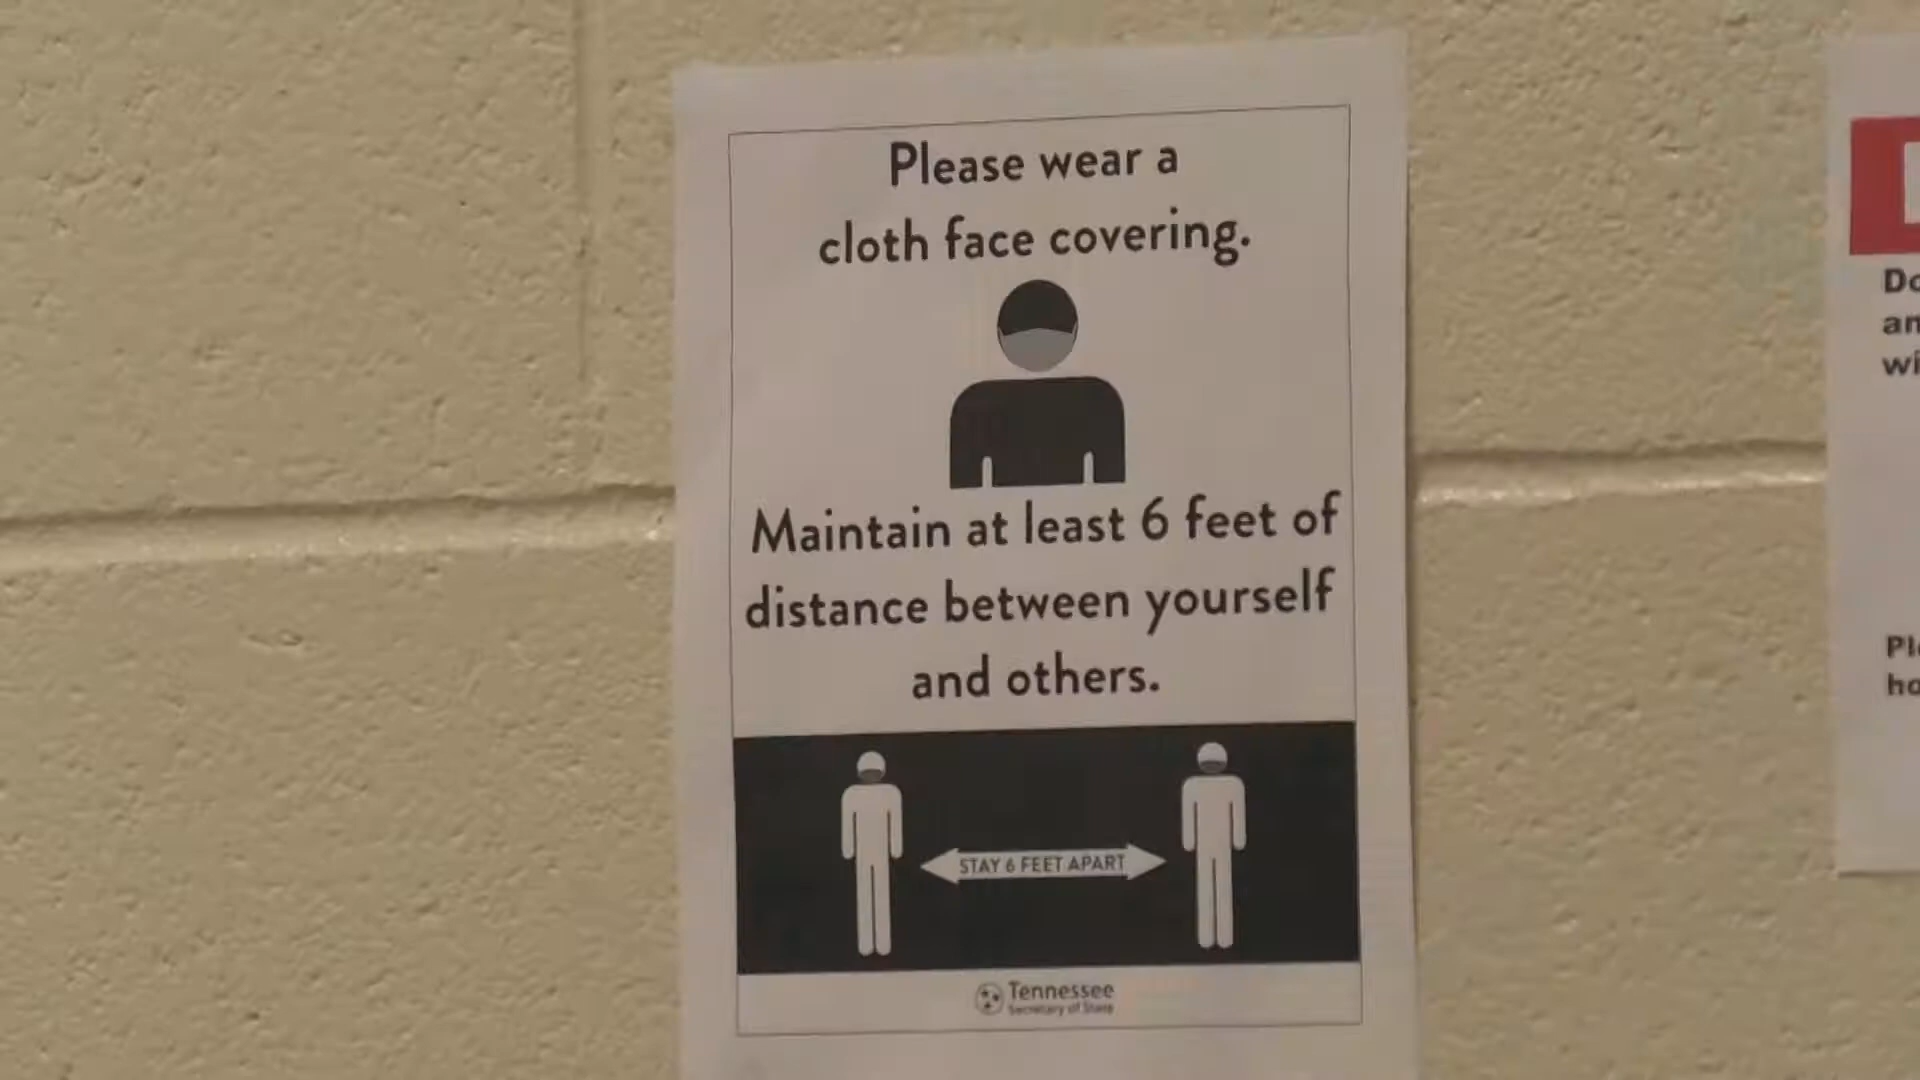 Please wear a
cloth face covering.
Maintain at least 6 feet of
distance between yourself
and others.
STAY 6 FEET APART
Tennessee
Secretary of State